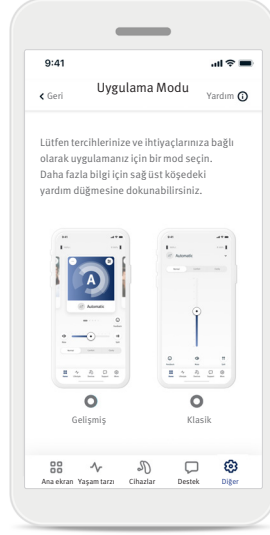 9:41
Geri
Uygulama Modu
Yardım
Lütfen tercihlerinize ve ihtiyaçlarınıza bağlı
olarak uygulamanız için bir mod seçin.
Daha fazla bilgi için sağ üst köşedeki
yardım düğmesine dokunabilirsiniz.
A
Automatic
Automatic
Gelişmiş
Klasik
Ana ekran Yaşam tarzı Cihazlar Destek Diğer